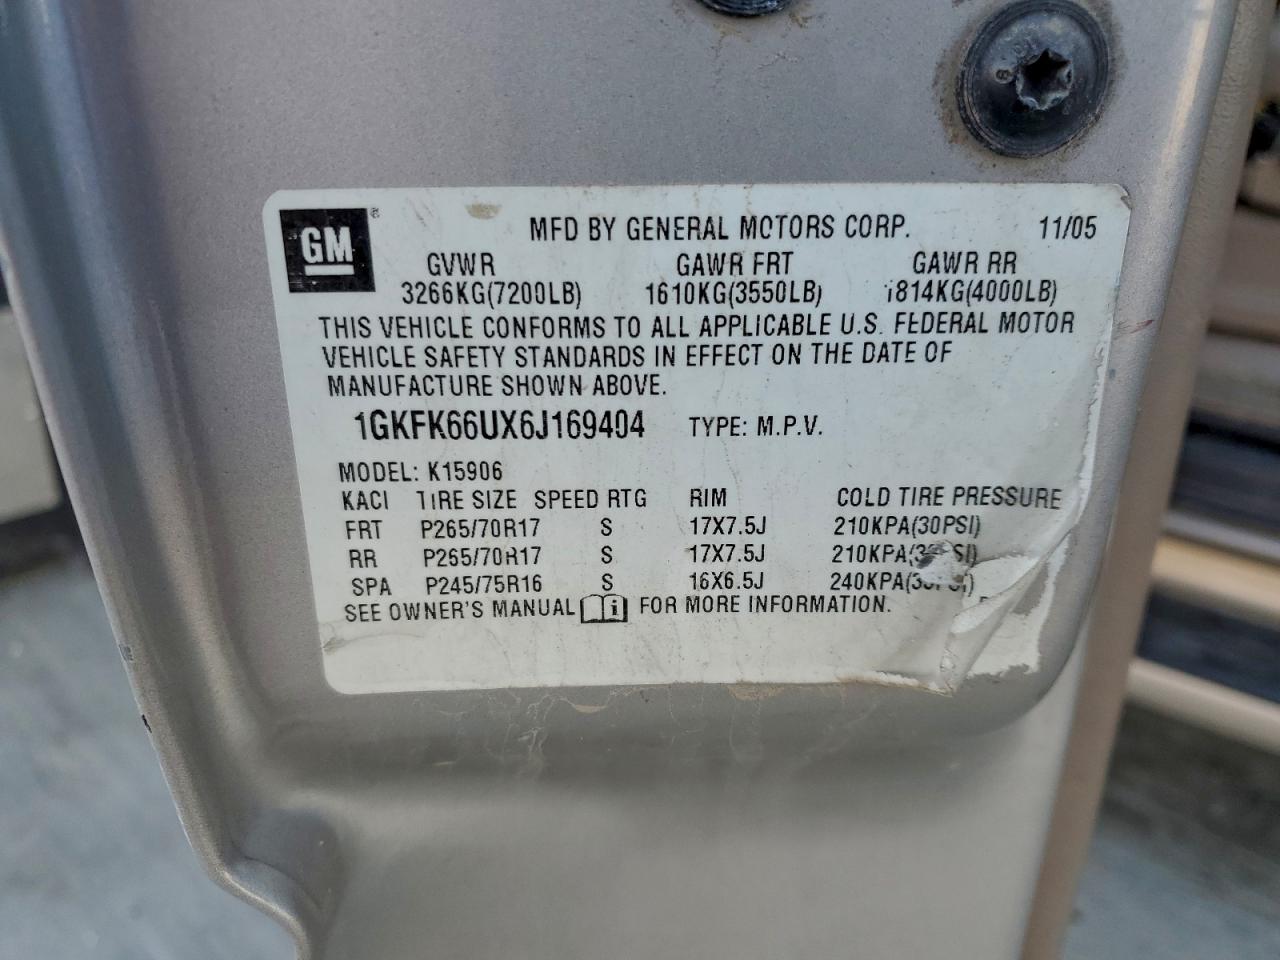 GM ® MFD BY GENERAL MOTORS CORP. 11/05
GVWR GAWR FRT GAWR RR
3266KG(7200LB) 1610KG(3550LB) 1814KG(4000LB)
THIS VEHICLE CONFORMS TO ALL APPLICABLE U.S. FEDERAL MOTOR
VEHICLE SAFETY STANDARDS IN EFFECT ON THE DATE OF
MANUFACTURE SHOWN ABOVE.
1GKFK66UX6J169404 TYPE: M.P.V.
MODEL: K15906
KACI TIRE SIZE SPEED RTG RIM COLD TIRE PRESSURE
FRT P265/70R17 S 17X7.5J 210KPA(30PSI)
RR P265/70R17 S 17X7.5J
SPA P245/75R16 S 16X6.5J
SEE OWNER'S MANUAL i FOR MORE INFORMATION.